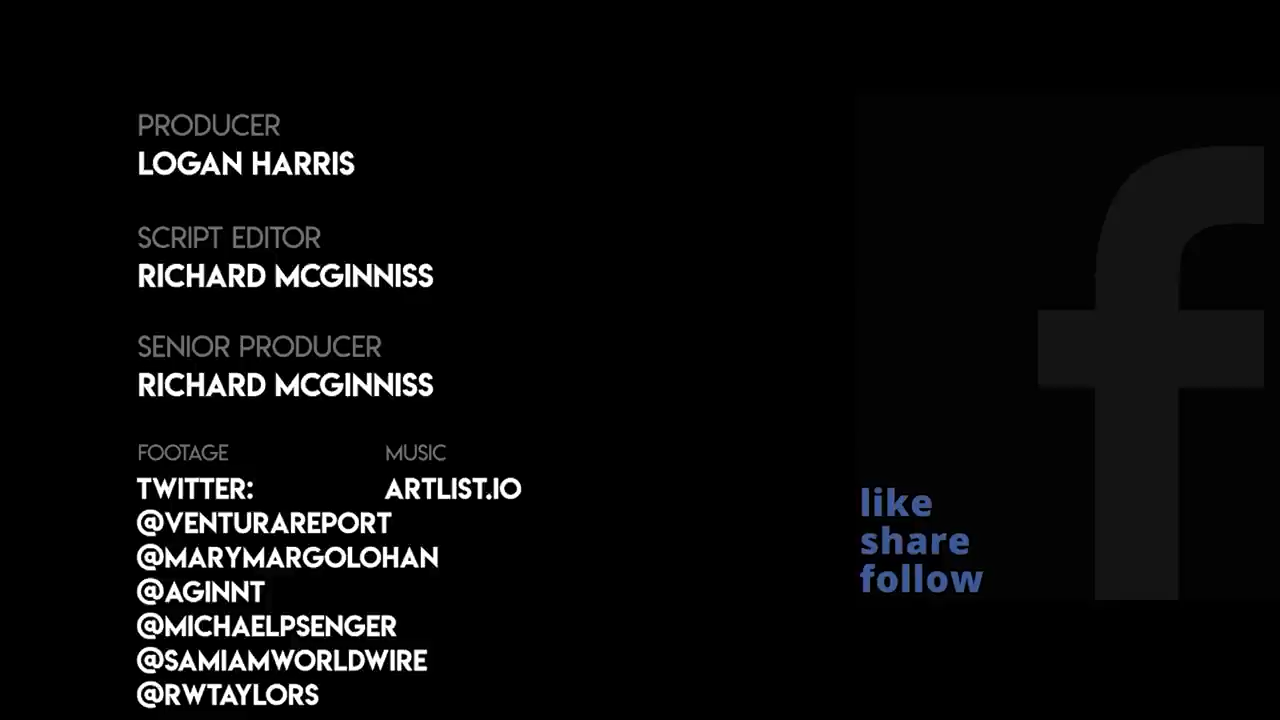 PRODUCER
LOGAN HARRIS
SCRIPT EDITOR
RICHARD MCGINNISS
SENIOR PRODUCER
RICHARD MCGINNISS
FOOTAGE
TWITTER:
@VENTURAREPORT
@MARYMARGOLOHAN
@AGINNT
@MICHAELPSENGER
@SAMIAMWORLDWIRE
@RWTAYLORS
MUSIC
ARTLIST.IO
f
like
share
follow